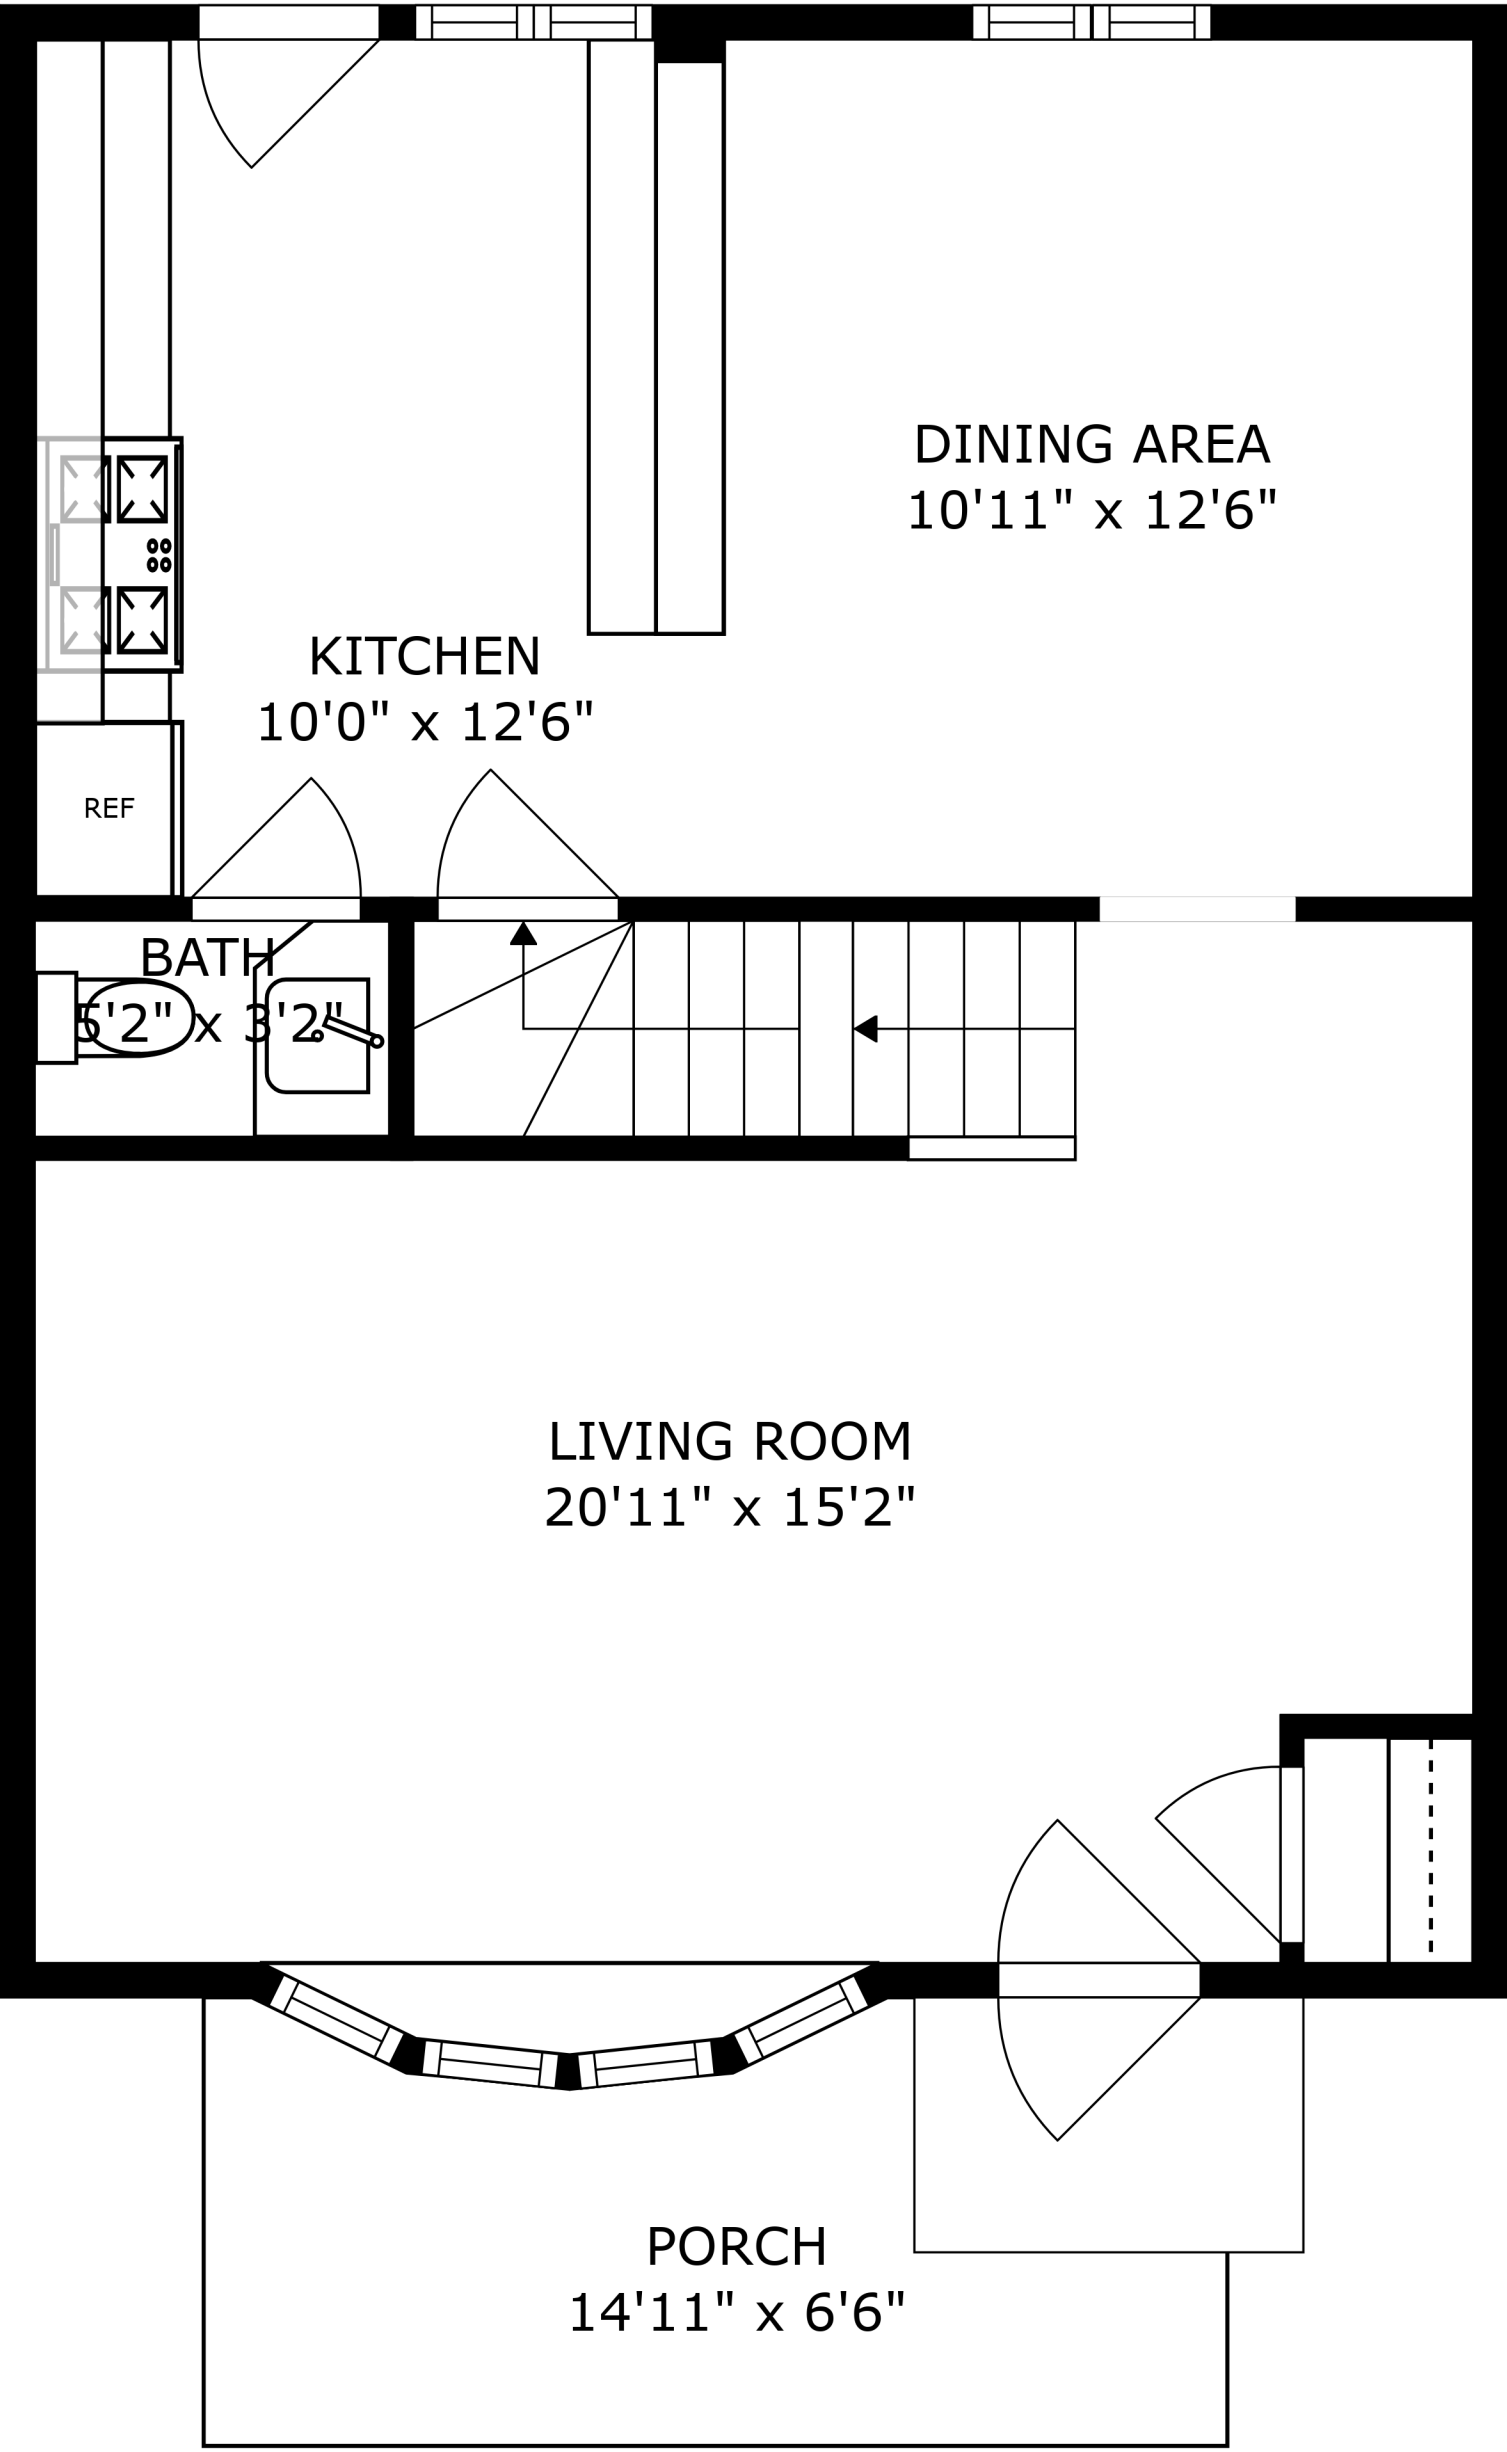 DINING AREA
10'11" x 12'6"
KITCHEN
10'0" x 12'6"
REF
BATH
5'2" x 3'2"
LIVING ROOM
20'11" x 15'2"
PORCH
14'11" x 6'6"